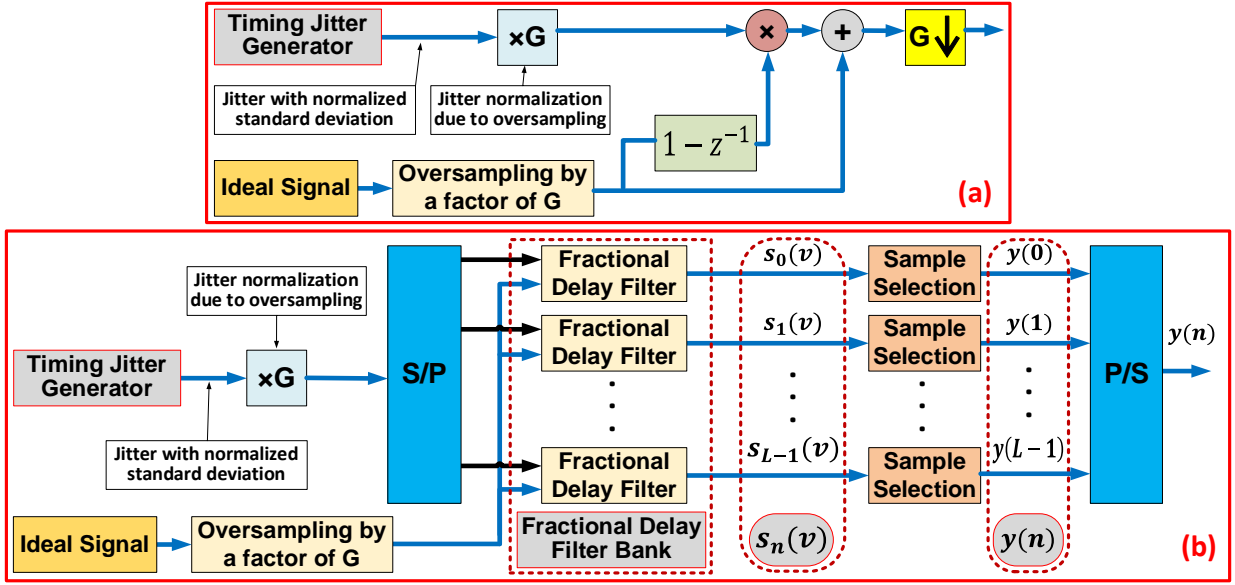 Timing Jitter
Generator
×G
×
+
G
Jitter with normalized
standard deviation
Jitter normalization
due to oversampling
1 − z⁻¹
Ideal Signal
Oversampling by
a factor of G
(a)
Jitter normalization
due to oversampling
Timing Jitter
Generator
×G
Jitter with normalized
standard deviation
S/P
Ideal Signal
Oversampling by
a factor of G
Fractional
Delay Filter
s₀(v)
Sample
Selection
y(0)
Fractional
Delay Filter
s₁(v)
Sample
Selection
y(1)
Fractional
Delay Filter
s_{L−1}(v)
Sample
Selection
y(L−1)
Fractional Delay
Filter Bank
sₙ(v)
y(n)
P/S
y(n)
(b)